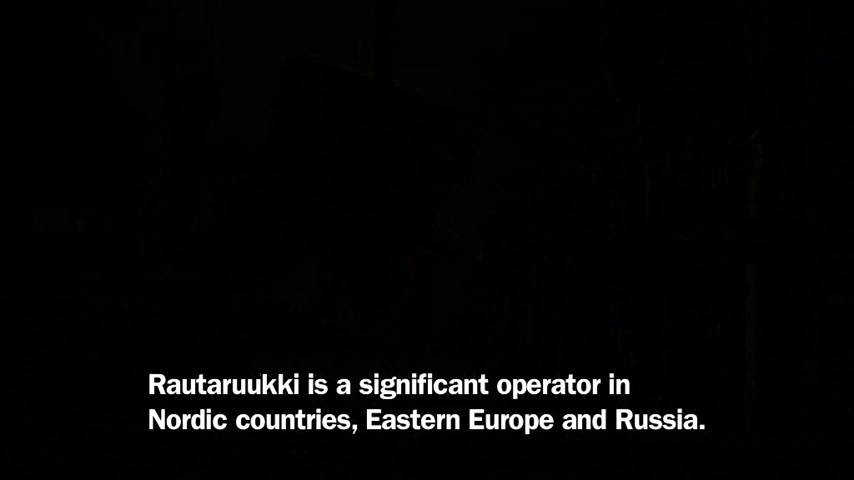 Rautaruukki is a significant operator in
Nordic countries, Eastern Europe and Russia.